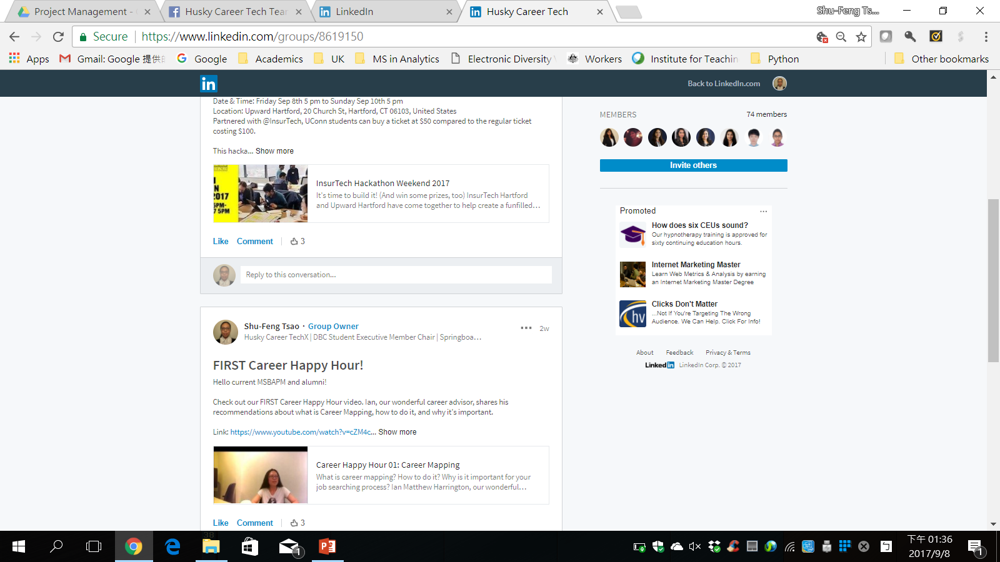 Project Management -
Husky Career Tech Tear
LinkedIn
Husky Career Tech
Shu-Feng Ts...
Secure
https://www.linkedin.com/groups/8619150
Apps
Gmail: Google 提供的
Google
Academics
UK
MS in Analytics
Electronic Diversity
Workers
Institute for Teachin
Python
Other bookmarks
in
Back to LinkedIn.com
Date & Time: Friday Sep 8th 5 pm to Sunday Sep 10th 5 pm
Location: Upward Hartford, 20 Church St, Hartford, CT 06103, United States
Partnered with @InsurTech, UConn students can buy a ticket at $50 compared to the regular ticket
costing $100.
This hacka... Show more
2017
5PM-
7 5PM
InsurTech Hackathon Weekend 2017
It's time to build it! (And win some prizes, too) InsurTech Hartford
and Upward Hartford have come together to help create a funfilled…
Like Comment 3
Reply to this conversation...
Shu-Feng Tsao · Group Owner
2w
Husky Career TechX | DBC Student Executive Member Chair | Springboa…
FIRST Career Happy Hour!
Hello current MSBAPM and alumni!
Check out our FIRST Career Happy Hour video. Ian, our wonderful career advisor, shares his
recommendations about what is Career Mapping, how to do it, and why it's important.
Link: https://www.youtube.com/watch?v=cZM4c... Show more
Career Happy Hour 01: Career Mapping
What is career mapping? How to do it? Why is it important for your
job searching process? Ian Matthew Harrington, our wonderful…
Like Comment 3
MEMBERS
74 members
Invite others
Promoted
How does six CEUs sound?
Our hypnotherapy training is approved for
sixty continuing education hours.
Internet Marketing Master
Learn Web Metrics & Analysis by earning
an Internet Marketing Master Degree
hv
Clicks Don't Matter
...Not If You're Targeting The Wrong
Audience. We Can Help. Click For Info!
About Feedback Privacy & Terms
Linked in LinkedIn Corp. © 2017
38
1
下午 01:36
2017/9/8
1